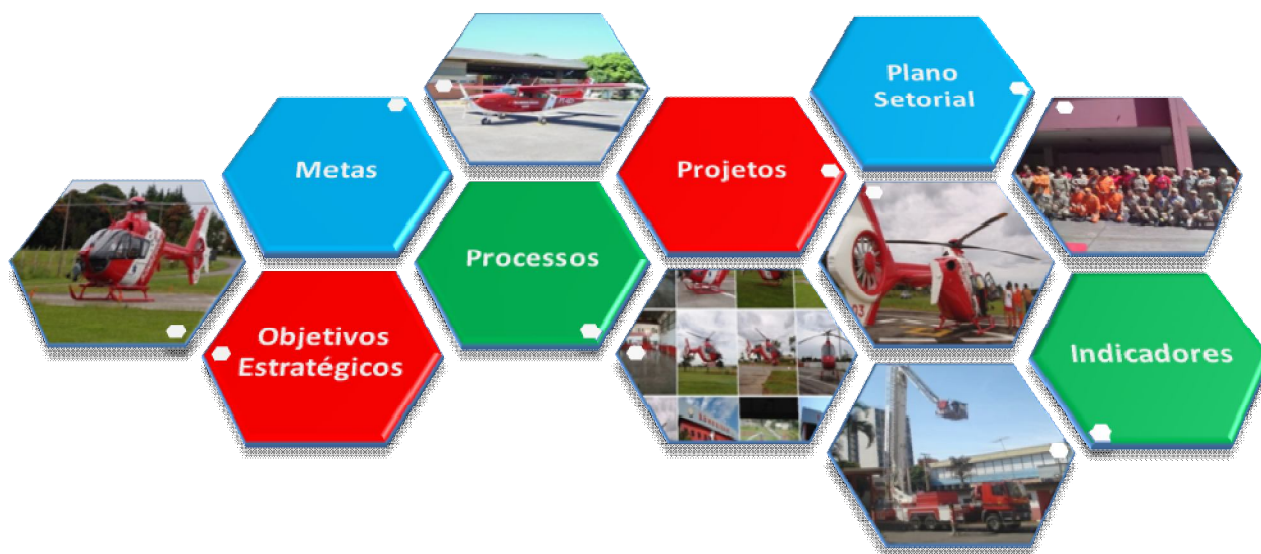 Plano
Setorial
Metas
Projetos
Processos
Objetivos
Estratégicos
Indicadores